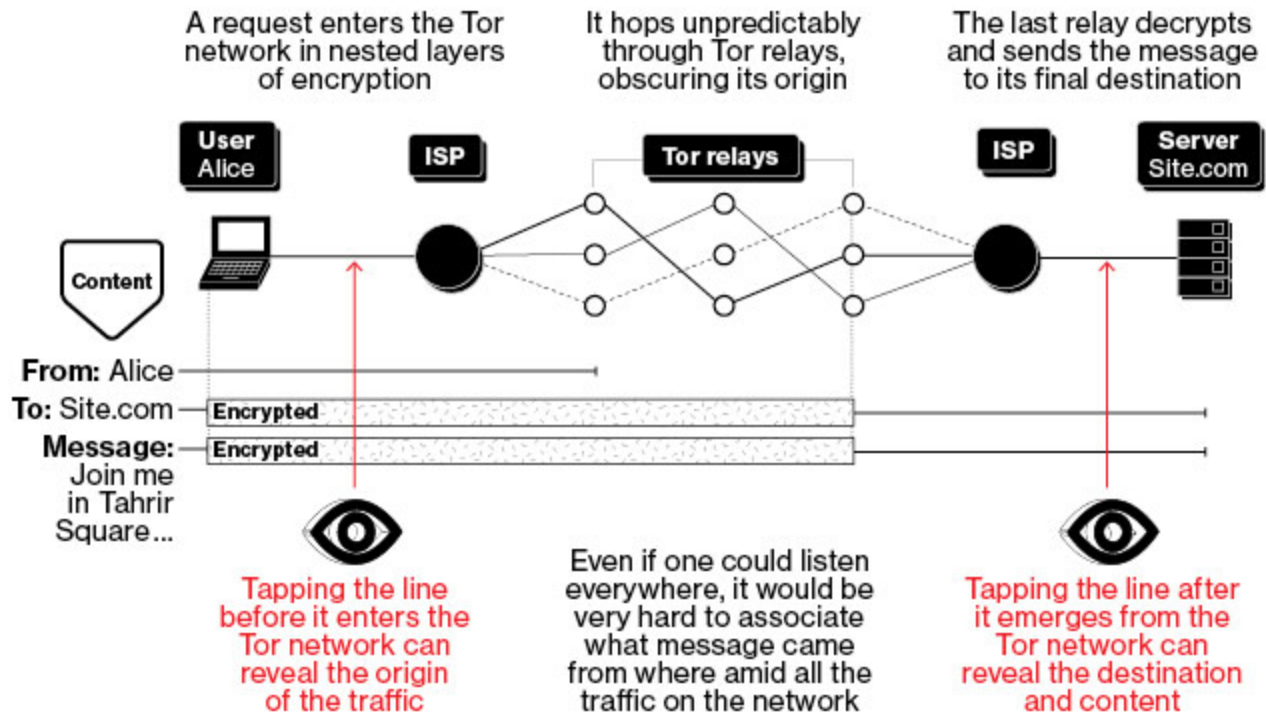 A request enters the Tor
network in nested layers
of encryption
It hops unpredictably
through Tor relays,
obscuring its origin
The last relay decrypts
and sends the message
to its final destination
User
Alice
ISP
Tor relays
ISP
Server
Site.com
Content
From: Alice
To: Site.com
Encrypted
Message:
Encrypted
Join me
in Tahrir
Square...
Tapping the line
before it enters the
Tor network can
reveal the origin
of the traffic
Even if one could listen
everywhere, it would be
very hard to associate
what message came
from where amid all the
traffic on the network
Tapping the line after
it emerges from the
Tor network can
reveal the destination
and content